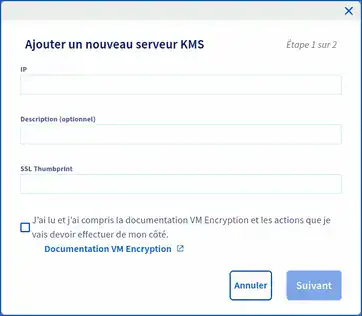 Ajouter un nouveau serveur KMS
Étape 1 sur 2
IP
Description (optionnel)
SSL Thumbprint
J'ai lu et j'ai compris la documentation VM Encryption et les actions que je
vais devoir effectuer de mon côté.
Documentation VM Encryption
Annuler
Suivant